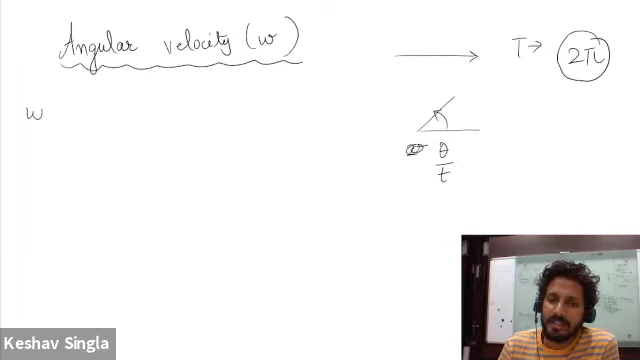 Angular velocity (w)
T → 2π
w
θ
t
Keshav Singla